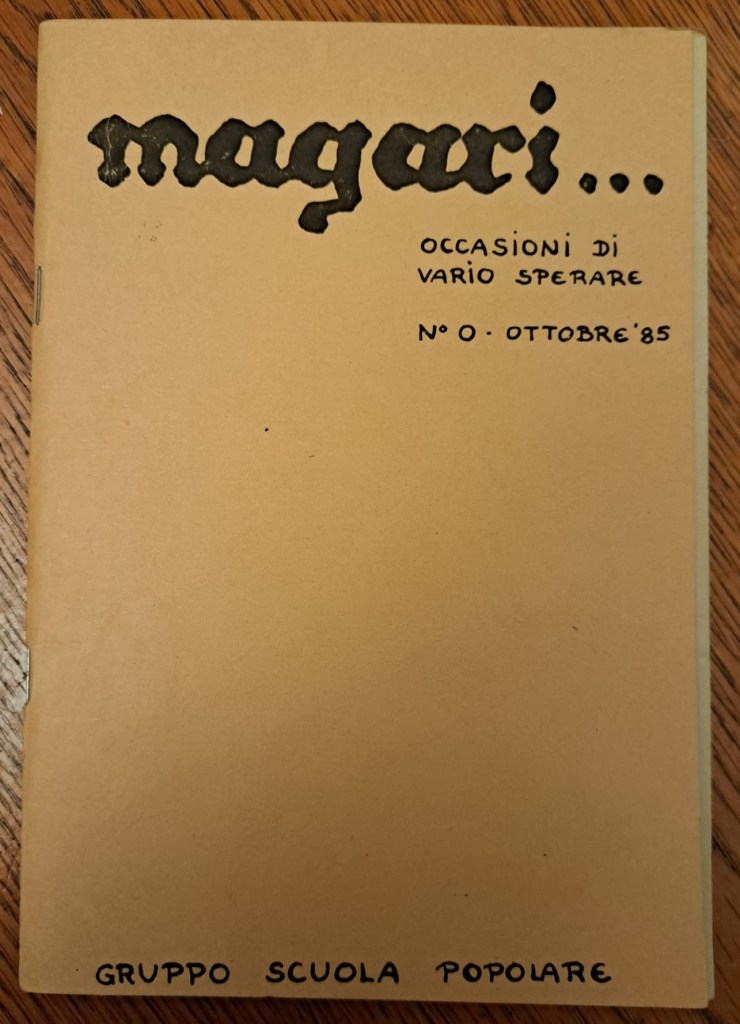 magari...
OCCASIONI DI
VARIO SPERARE
N° 0 - OTTOBRE '85
GRUPPO SCUOLA POPOLARE